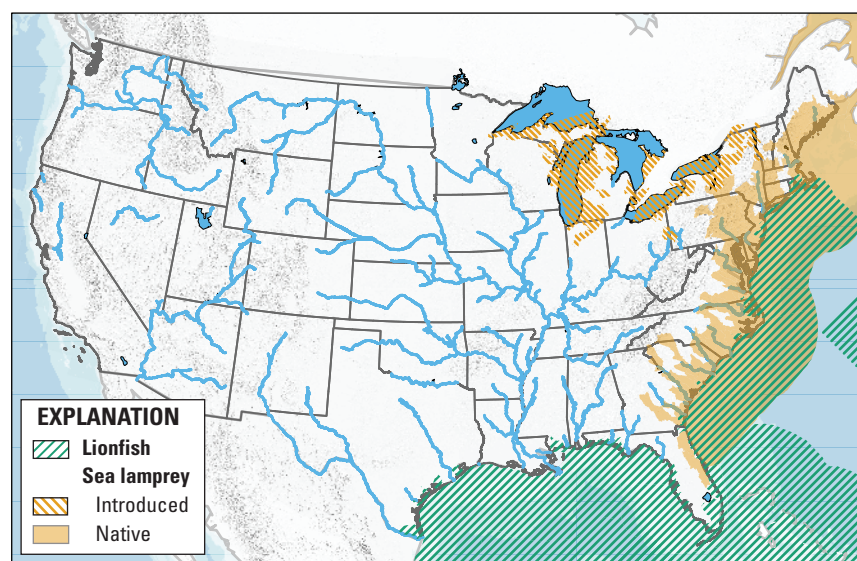 EXPLANATION
Lionfish
Sea lamprey
Introduced
Native